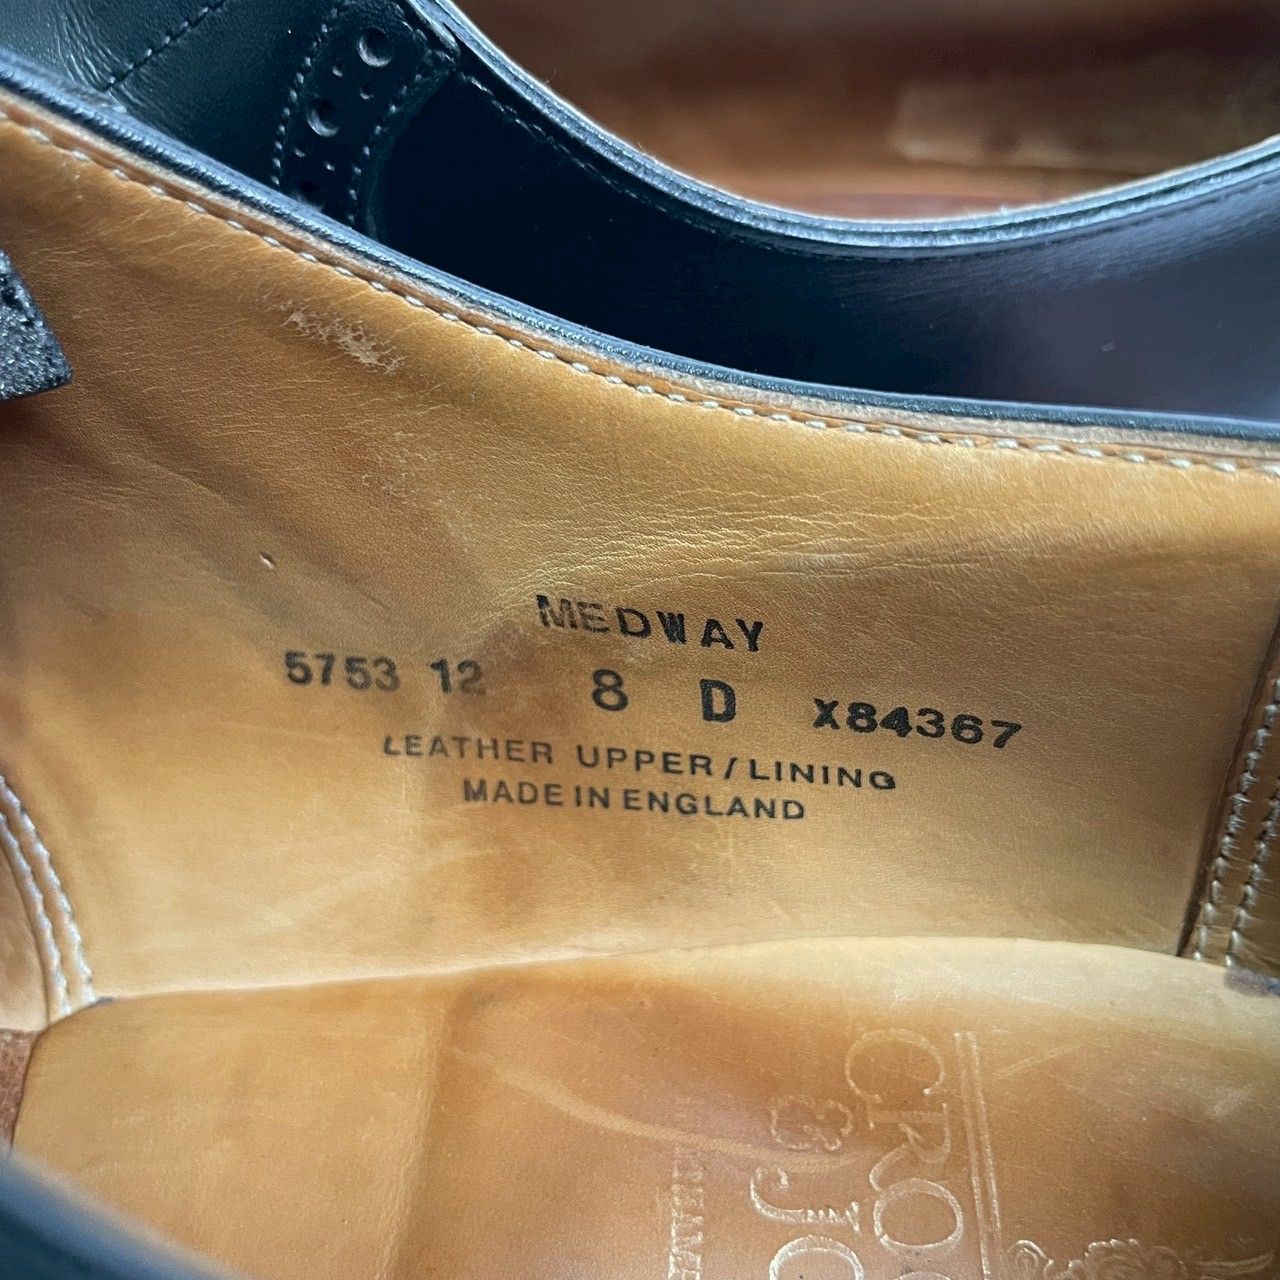 MEDWAY
5753 12 8 D X84367
LEATHER UPPER/LINING
MADE IN ENGLAND
&